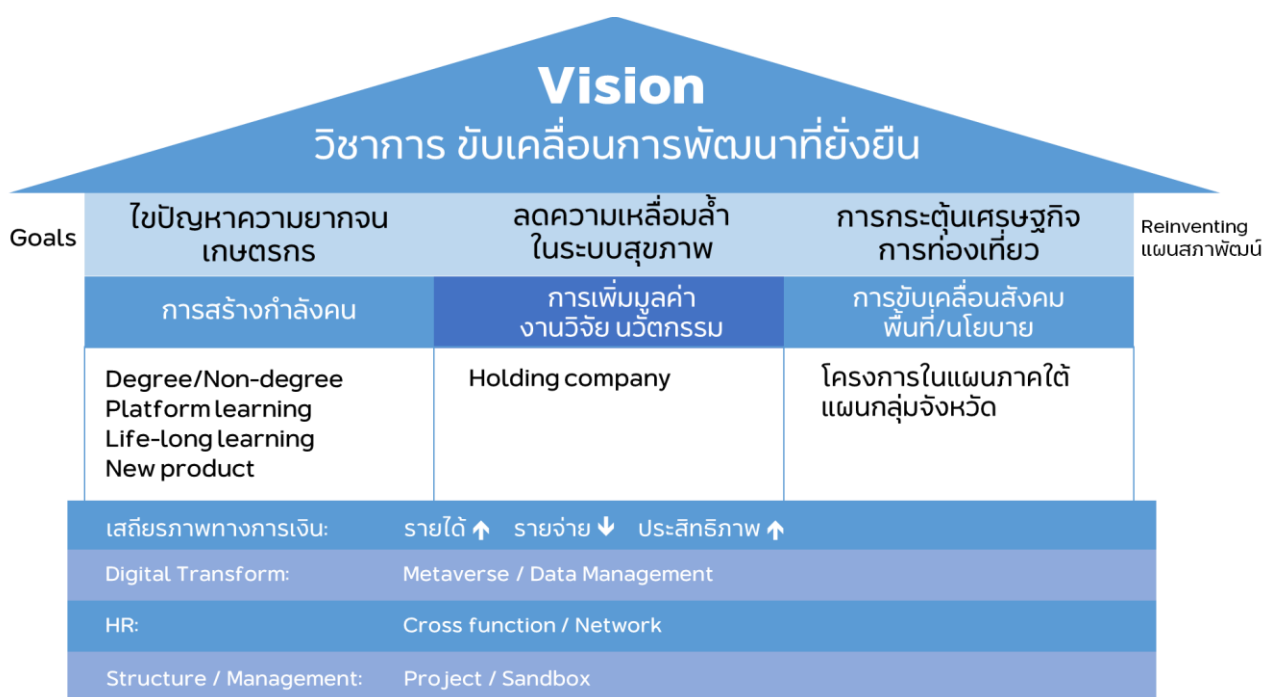 Vision
วิชาการ ขับเคลื่อนการพัฒนาที่ยั่งยืน
Goals
ไขปัญหาความยากจน
เกษตรกร
ลดความเหลื่อมล้ำ
ในระบบสุขภาพ
การกระตุ้นเศรษฐกิจ
การท่องเที่ยว
Reinventing
แผนสภาพัฒน์
การสร้างกำลังคน
การเพิ่มมูลค่า
งานวิจัย นวัตกรรม
การขับเคลื่อนสังคม
พื้นที่/นโยบาย
Degree/Non-degree
Platform learning
Life-long learning
New product
Holding company
โครงการในแผนภาคใต้
แผนกลุ่มจังหวัด
เสถียรภาพทางการเงิน: รายได้ ↑ รายจ่าย ↓ ประสิทธิภาพ ↑
Digital Transform: Metaverse / Data Management
HR: Cross function / Network
Structure / Management: Project / Sandbox